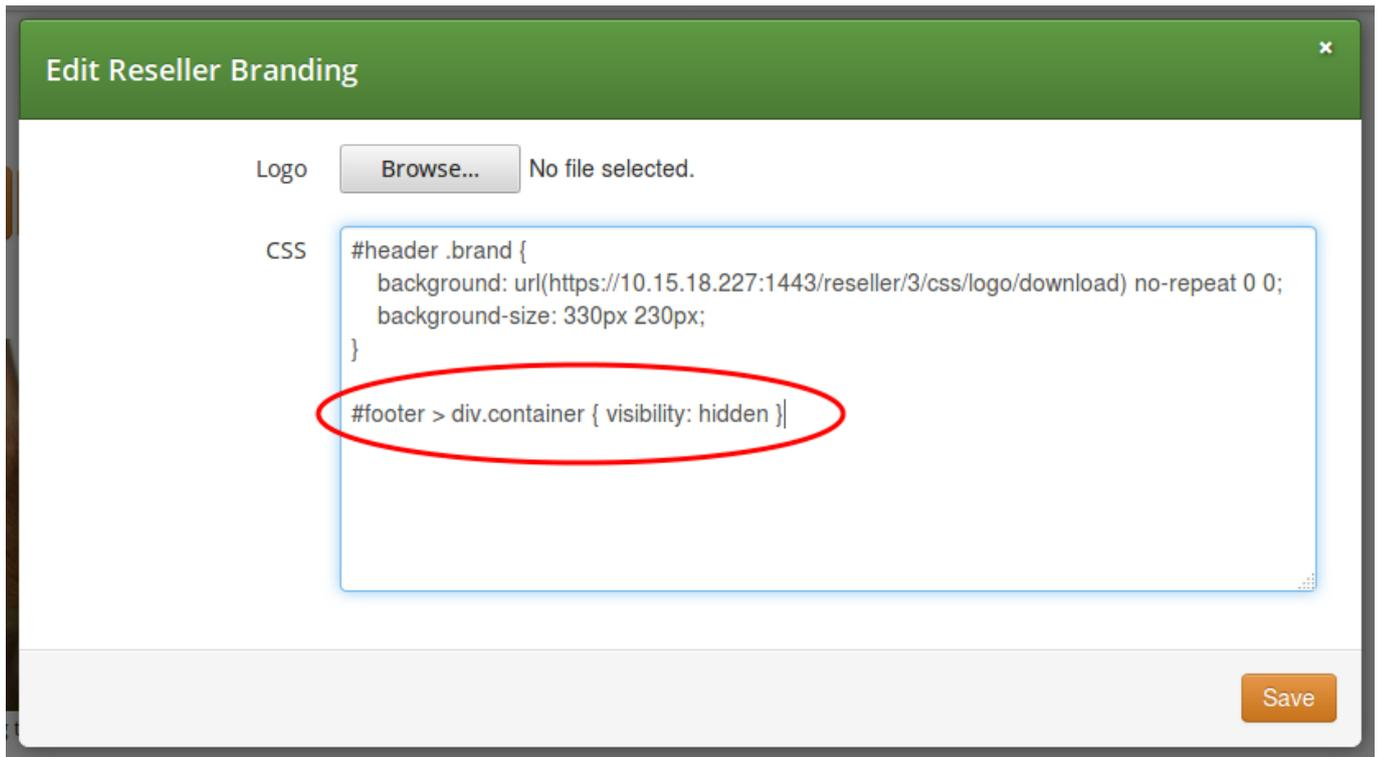 Edit Reseller Branding
×
Logo
Browse...
No file selected.
CSS
#header .brand {
    background: url(https://10.15.18.227:1443/reseller/3/css/logo/download) no-repeat 0 0;
    background-size: 330px 230px;
}
#footer > div.container { visibility: hidden }
Save